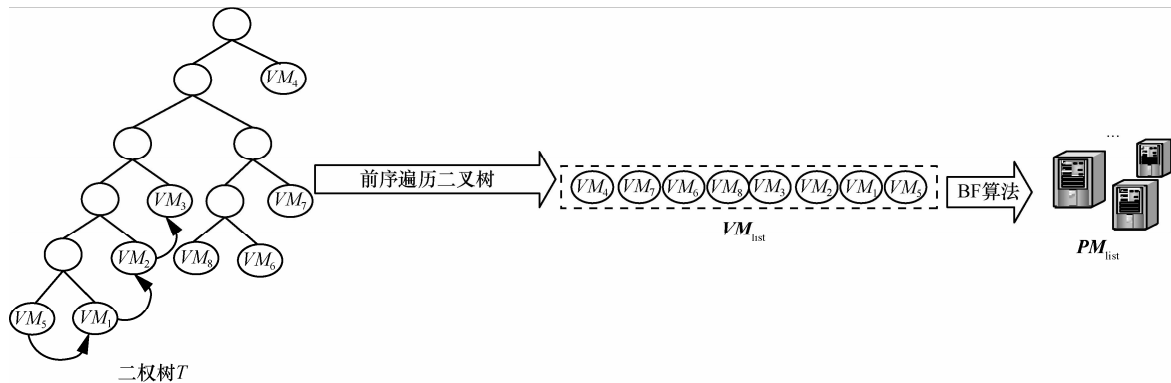 VM₄
VM₃
VM₇
VM₂
VM₈
VM₆
VM₅
VM₁
二权树T
前序遍历二叉树
VM₄ VM₇ VM₆ VM₈ VM₃ VM₂ VM₁ VM₅
VMlist
BF算法
…
PMlist